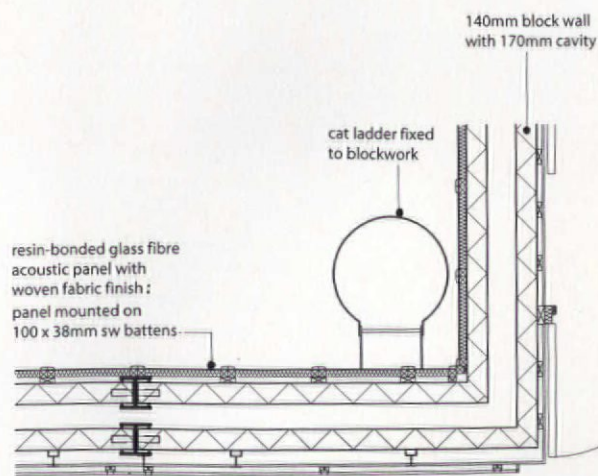 140mm block wall
with 170mm cavity
cat ladder fixed
to blockwork
resin-bonded glass fibre
acoustic panel with
woven fabric finish :
panel mounted on
100 x 38mm sw battens